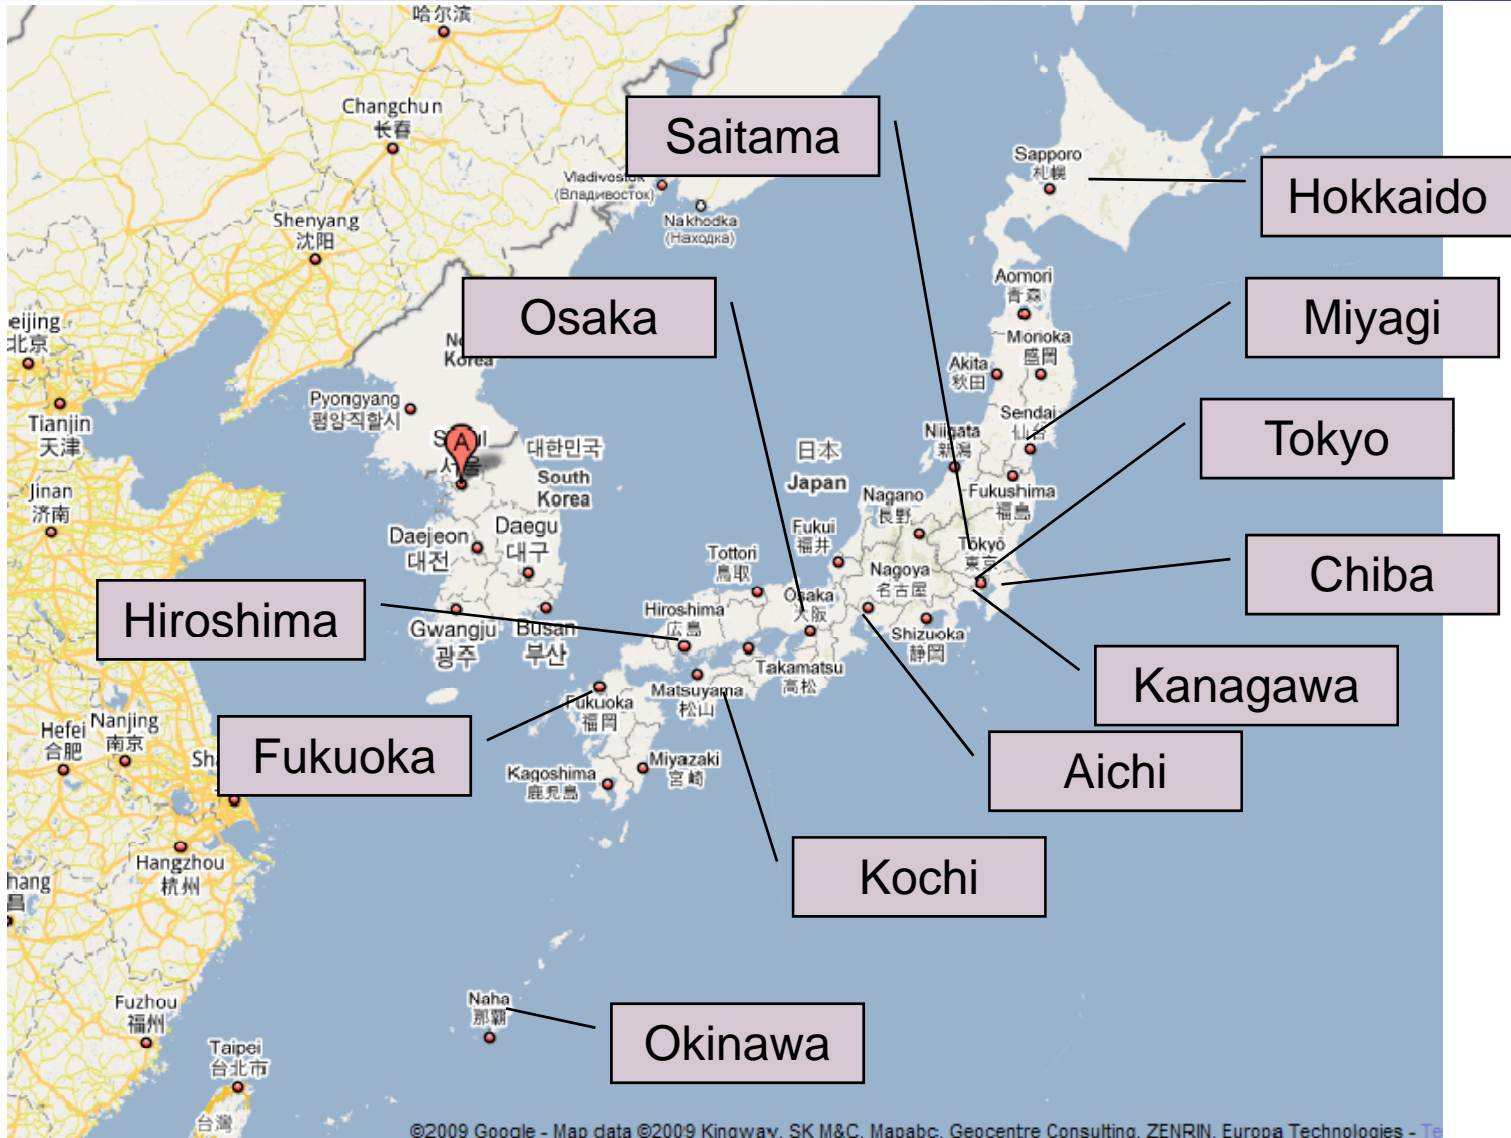 哈尔滨
Changchun
长春
Saitama
Vladivostok
(Владивосток)
Nakhodka
(Находка)
Sapporo
札幌
Hokkaido
Shenyang
沈阳
Osaka
Aomori
青森
Miyagi
eijing
北京
Korea
Morioka
盛岡
Akita
秋田
Pyongyang
평양직할시
Tianjin
天津
A
서울
대한민국
South
Korea
日本
Japan
Sendai
仙台
Niigata
新潟
Tokyo
Jinan
济南
Nagano
長野
Fukushima
福島
Daejeon
대전
Daegu
대구
Fukui
福井
Tottori
鳥取
Tokyo
東京
Nagoya
名古屋
Chiba
Hiroshima
Gwangju
광주
Busan
부산
Hiroshima
広島
Osaka
大阪
Shizuoka
静岡
Takamatsu
高松
Kanagawa
Matsuyama
松山
Fukuoka
福岡
Fukuoka
Hefei
合肥
Nanjing
南京
Sh
Kagoshima
鹿児島
Miyazaki
宮崎
Aichi
Hangzhou
杭州
hang
昌
Kochi
Naha
那覇
Okinawa
Fuzhou
福州
Taipei
台北市
台灣
©2009 Google - Map data ©2009 Kingway, SK M&C, Mapabc, Geocentre Consulting, ZENRIN, Europa Technologies - Te